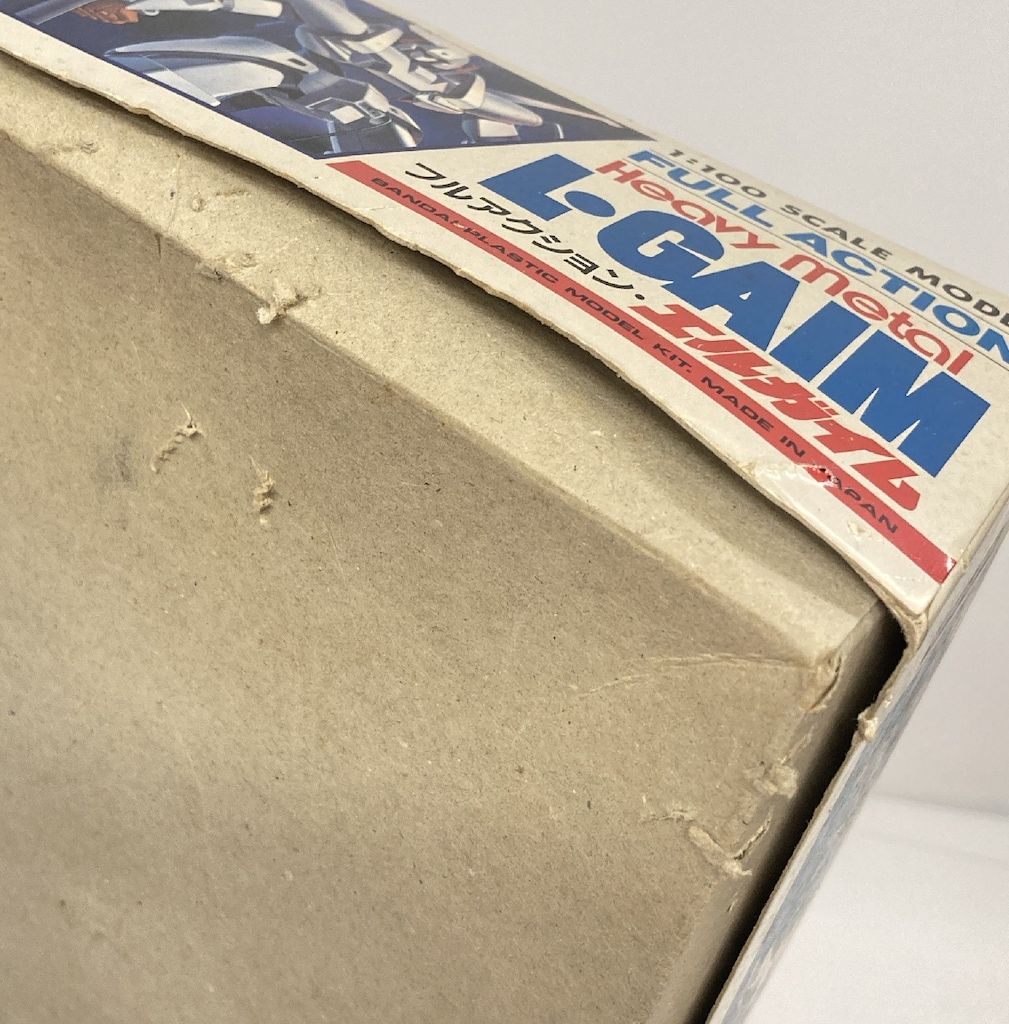 1:100 SCALE MODE
FULL ACTION
Heavy Metal
L•GAIM
フルアクション・エルガイム
BANDAI PLASTIC MODEL KIT. MADE IN JAPAN